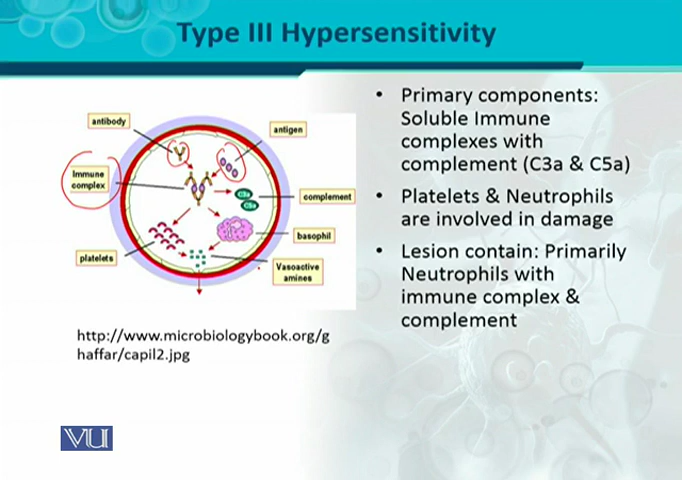 Type III Hypersensitivity
antibody
antigen
Immune
complex
complement
C3a
C5a
basophil
platelets
Vasoactive
amines
http://www.microbiologybook.org/g
haffar/capil2.jpg
• Primary components:
Soluble Immune
complexes with
complement (C3a & C5a)
• Platelets & Neutrophils
are involved in damage
• Lesion contain: Primarily
Neutrophils with
immune complex &
complement
VU